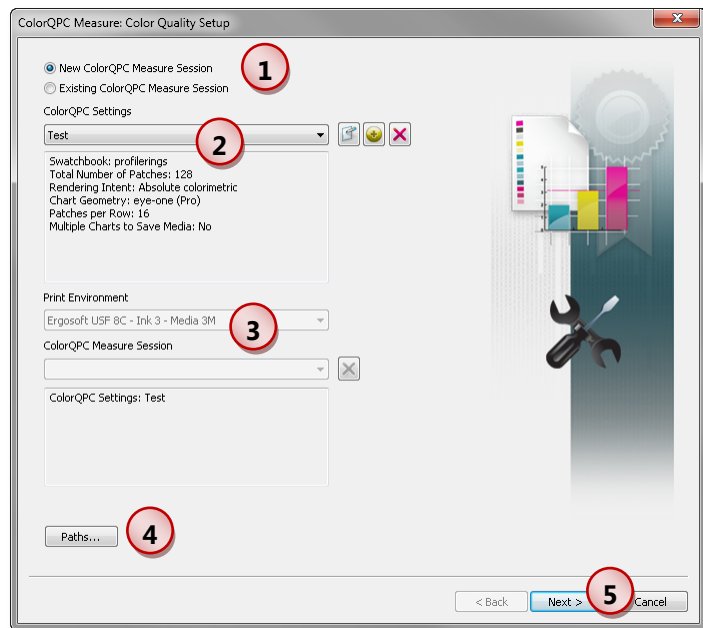 ColorQPC Measure: Color Quality Setup
New ColorQPC Measure Session
1
Existing ColorQPC Measure Session
ColorQPC Settings
Test
2
Swatchbook: profilerings
Total Number of Patches: 128
Rendering Intent: Absolute colorimetric
Chart Geometry: eye-one (Pro)
Patches per Row: 16
Multiple Charts to Save Media: No
Print Environment
Ergosoft USF 8C - Ink 3 - Media 3M
3
ColorQPC Measure Session
ColorQPC Settings: Test
Paths...
4
< Back
Next >
5
Cancel